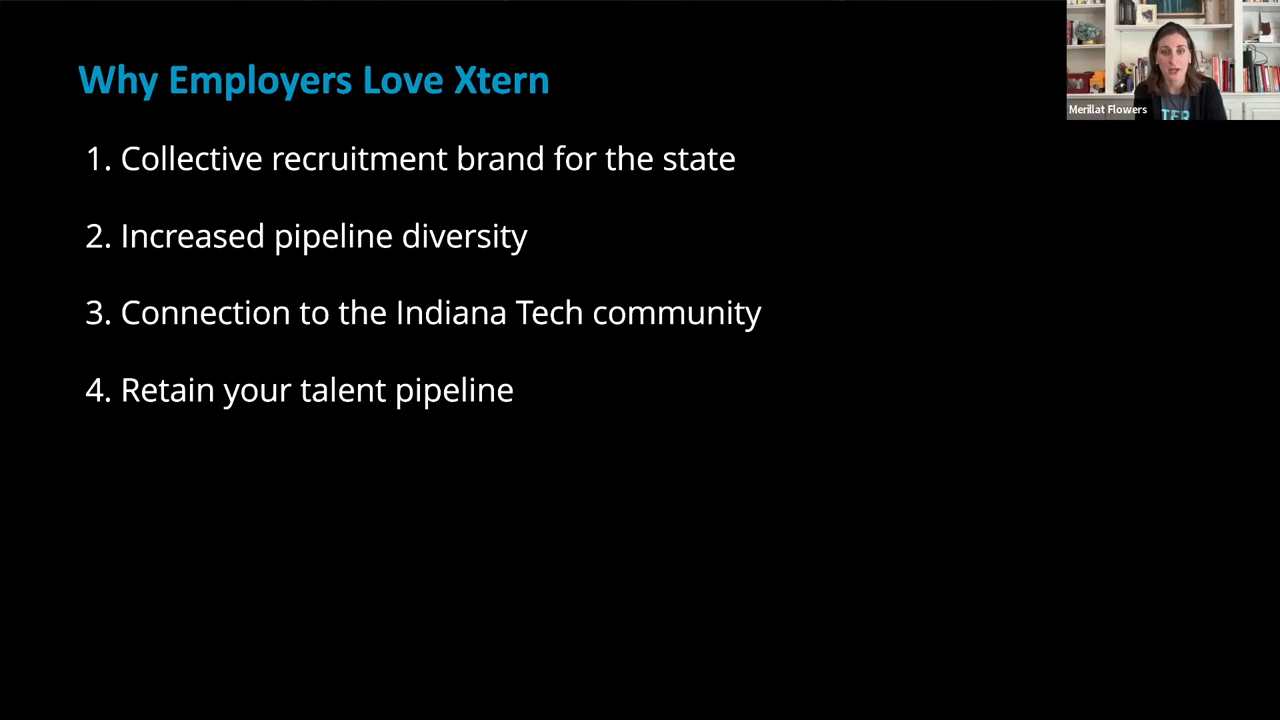 Why Employers Love Xtern
1. Collective recruitment brand for the state
2. Increased pipeline diversity
3. Connection to the Indiana Tech community
4. Retain your talent pipeline
Merillat Flowers